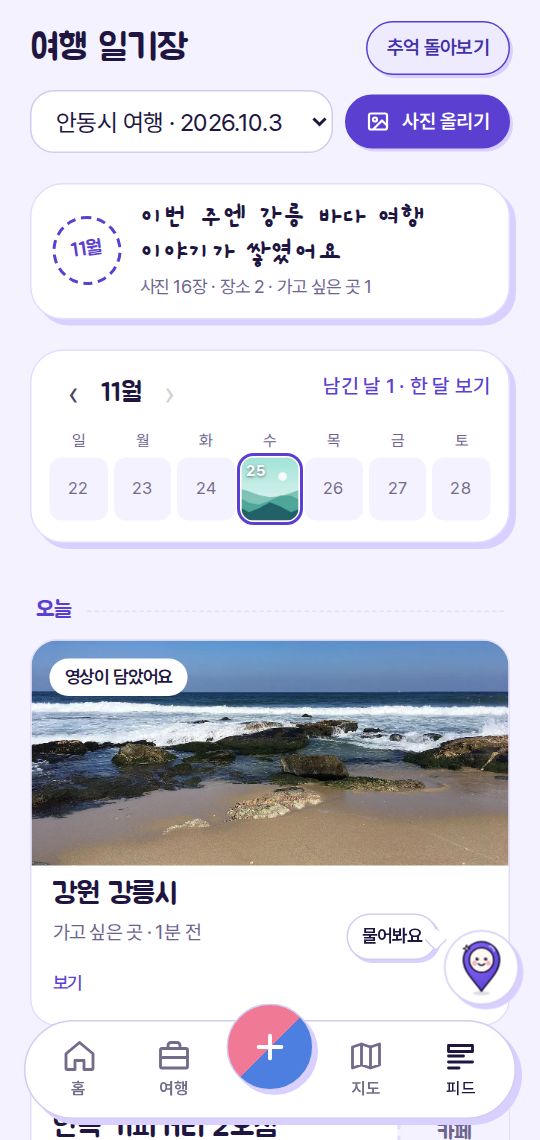 여행 일기장
추억 돌아보기
안동시 여행 · 2026.10.3
사진 올리기
11월
이번 주엔 강릉 바다 여행
이야기가 쌓였어요
사진 16장 · 장소 2 · 가고 싶은 곳 1
‹ 11월 ›
남긴 날 1 · 한 달 보기
일 월 화 수 목 금 토
22 23 24 25 26 27 28
오늘
영상이 담았어요
강원 강릉시
가고 싶은 곳 · 1분 전
물어봐요
보기
홈 여행 + 지도 피드
카페